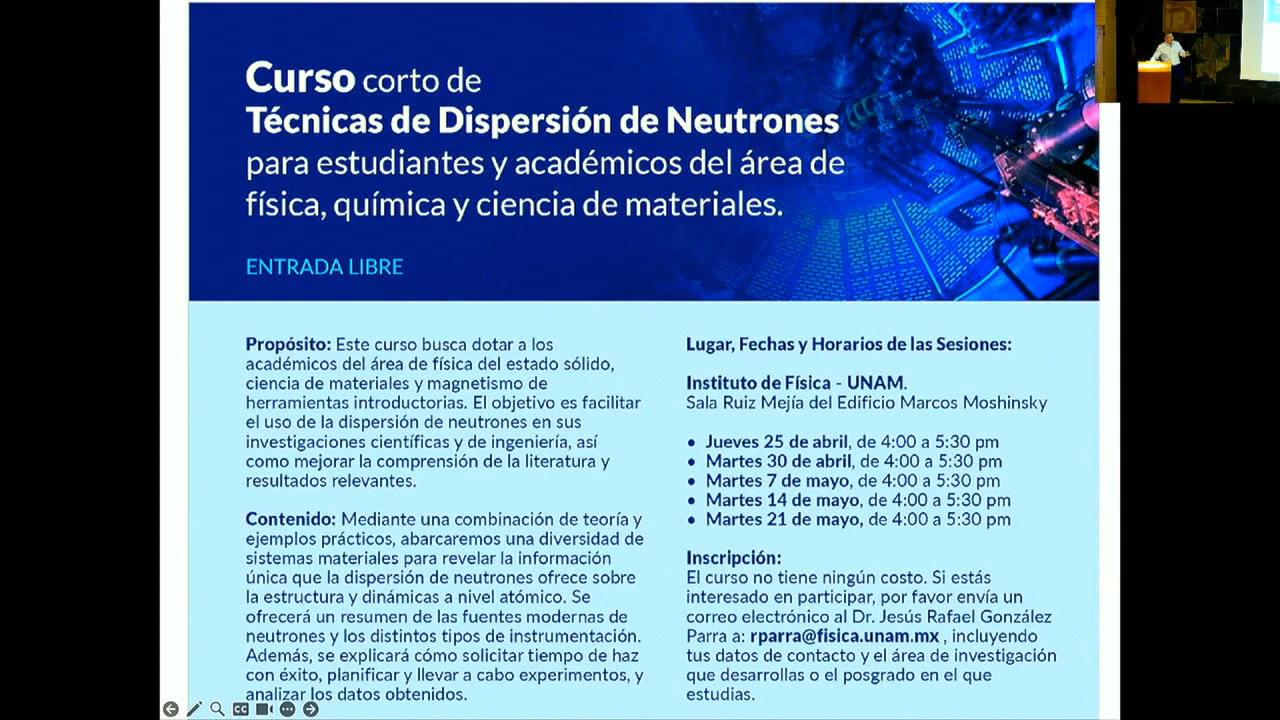 Curso corto de
Técnicas de Dispersión de Neutrones
para estudiantes y académicos del área de
física, química y ciencia de materiales.
ENTRADA LIBRE
Propósito: Este curso busca dotar a los
académicos del área de física del estado sólido,
ciencia de materiales y magnetismo de
herramientas introductorias. El objetivo es facilitar
el uso de la dispersión de neutrones en sus
investigaciones científicas y de ingeniería, así
como mejorar la comprensión de la literatura y
resultados relevantes.
Contenido: Mediante una combinación de teoría y
ejemplos prácticos, abarcaremos una diversidad de
sistemas materiales para revelar la información
única que la dispersión de neutrones ofrece sobre
la estructura y dinámicas a nivel atómico. Se
ofrecerá un resumen de las fuentes modernas de
neutrones y los distintos tipos de instrumentación.
Además, se explicará cómo solicitar tiempo de haz
con éxito, planificar y llevar a cabo experimentos, y
analizar los datos obtenidos.
Lugar, Fechas y Horarios de las Sesiones:
Instituto de Física - UNAM.
Sala Ruiz Mejía del Edificio Marcos Moshinsky
• Jueves 25 de abril, de 4:00 a 5:30 pm
• Martes 30 de abril, de 4:00 a 5:30 pm
• Martes 7 de mayo, de 4:00 a 5:30 pm
• Martes 14 de mayo, de 4:00 a 5:30 pm
• Martes 21 de mayo, de 4:00 a 5:30 pm
Inscripción:
El curso no tiene ningún costo. Si estás
interesado en participar, por favor envía un
correo electrónico al Dr. Jesús Rafael González
Parra a: rparra@fisica.unam.mx , incluyendo
tus datos de contacto y el área de investigación
que desarrollas o el posgrado en el que
estudias.
CC